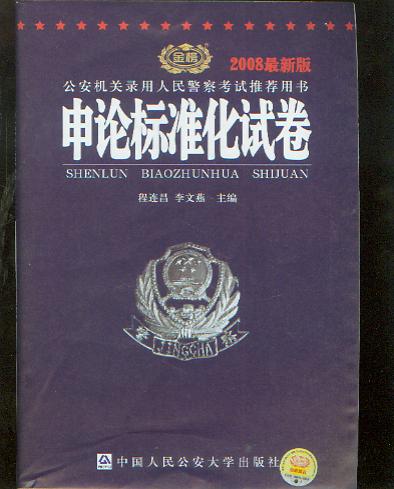 金榜
2008最新版
公安机关录用人民警察考试推荐用书
申论标准化试卷
SHENLUN BIAOZHUNHUA SHIJUAN
程连昌 李文燕 主编
警察
JINGCHA
中国人民公安大学出版社